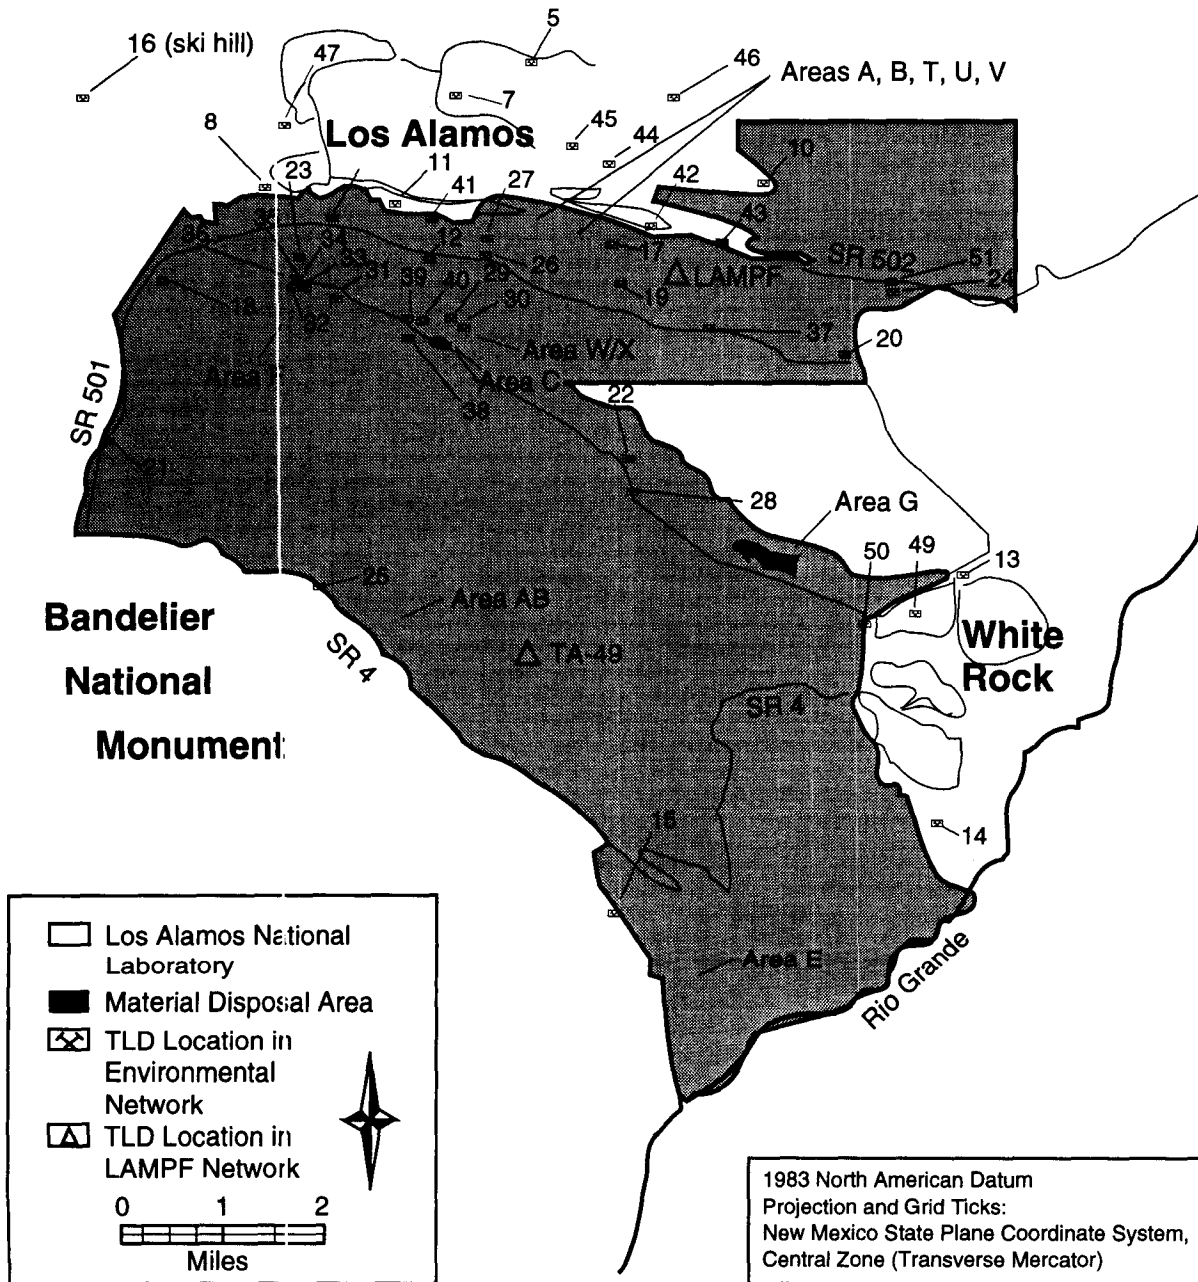 5
16 (ski hill)
47
46
Areas A, B, T, U, V
7
8
Los Alamos
45
44
10
23
11
41
27
42
43
35
34
33
31
12
26
17
LAMPF
SR 502
51
24
18
32
39
40
29
30
19
37
20
Area W/X
Area C
38
22
SR 501
21
28
Area G
50
49
13
25
Area AB
Bandelier
National
Monument
SR 4
TA-49
White
Rock
SR 4
15
14
Area E
Rio Grande
Los Alamos National
Laboratory
Material Disposal Area
TLD Location in
Environmental
Network
TLD Location in
LAMPF Network
0 1 2
Miles
1983 North American Datum
Projection and Grid Ticks:
New Mexico State Plane Coordinate System,
Central Zone (Transverse Mercator)